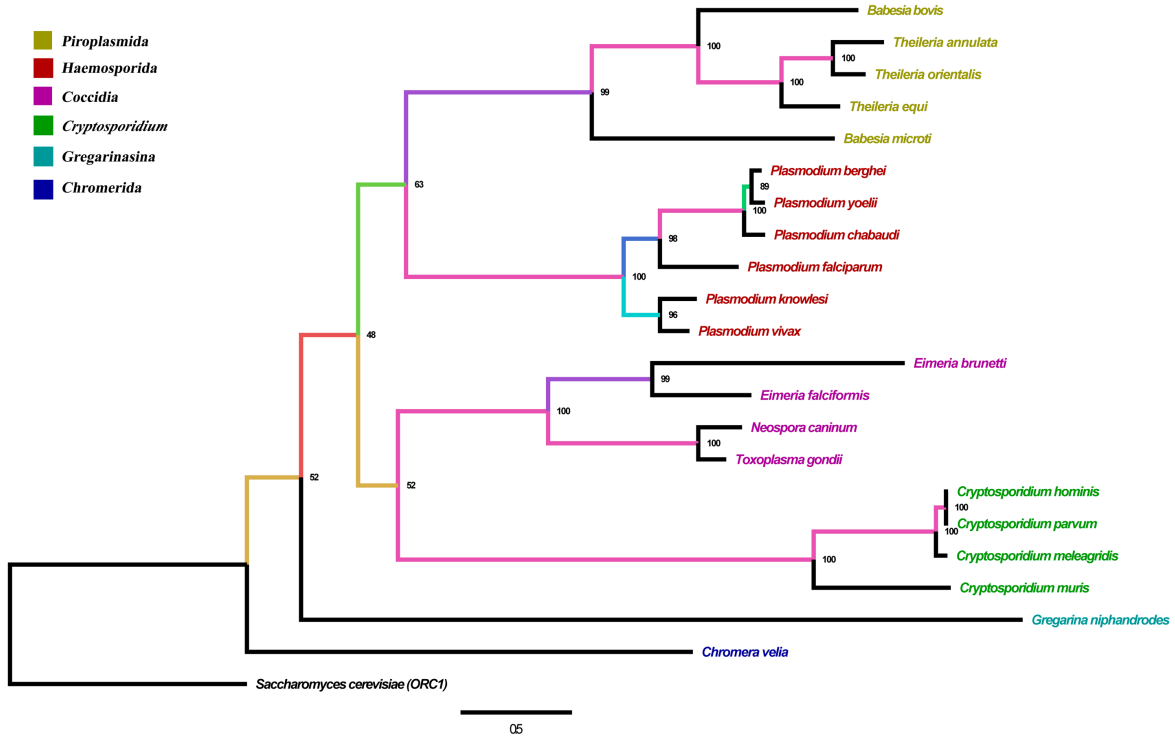 Piroplasmida
Haemosporida
Coccidia
Cryptosporidium
Gregarinasina
Chromerida
Babesia bovis
100
Theileria annulata
100
Theileria orientalis
100
99
Theileria equi
Babesia microti
Plasmodium berghei
63
89
Plasmodium yoelii
100
Plasmodium chabaudi
98
Plasmodium falciparum
100
Plasmodium knowlesi
96
Plasmodium vivax
48
Eimeria brunetti
99
Eimeria falciformis
100
Neospora caninum
100
Toxoplasma gondii
52
52
Cryptosporidium hominis
100
Cryptosporidium parvum
100
Cryptosporidium meleagridis
100
Cryptosporidium muris
Gregarina niphandrodes
Chromera velia
Saccharomyces cerevisiae (ORC1)
0.5